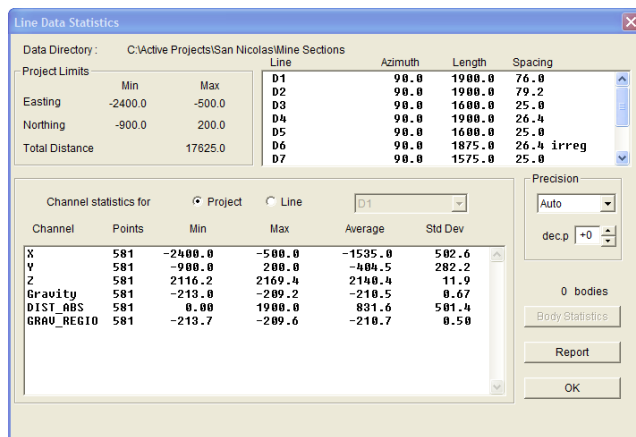 Line Data Statistics
Data Directory : C:\Active Projects\San Nicolas\Mine Sections
Project Limits
Min Max
Easting -2400.0 -500.0
Northing -900.0 200.0
Total Distance 17625.0
Line Azimuth Length Spacing
D1 90.0 1900.0 76.0
D2 90.0 1900.0 79.2
D3 90.0 1600.0 25.0
D4 90.0 1900.0 26.4
D5 90.0 1600.0 25.0
D6 90.0 1875.0 26.4 irreg
D7 90.0 1575.0 25.0
Channel statistics for Project Line D1
Channel Points Min Max Average Std Dev
X 581 -2400.0 -500.0 -1535.0 502.6
Y 581 -900.0 200.0 -404.5 282.2
Z 581 2116.2 2169.4 2140.4 11.9
Gravity 581 -213.0 -209.2 -210.5 0.67
DIST_ABS 581 0.00 1900.0 831.6 501.4
GRAV_REGIO 581 -213.7 -209.6 -210.7 0.50
Precision
Auto
dec.p +0
0 bodies
Body Statistics
Report
OK